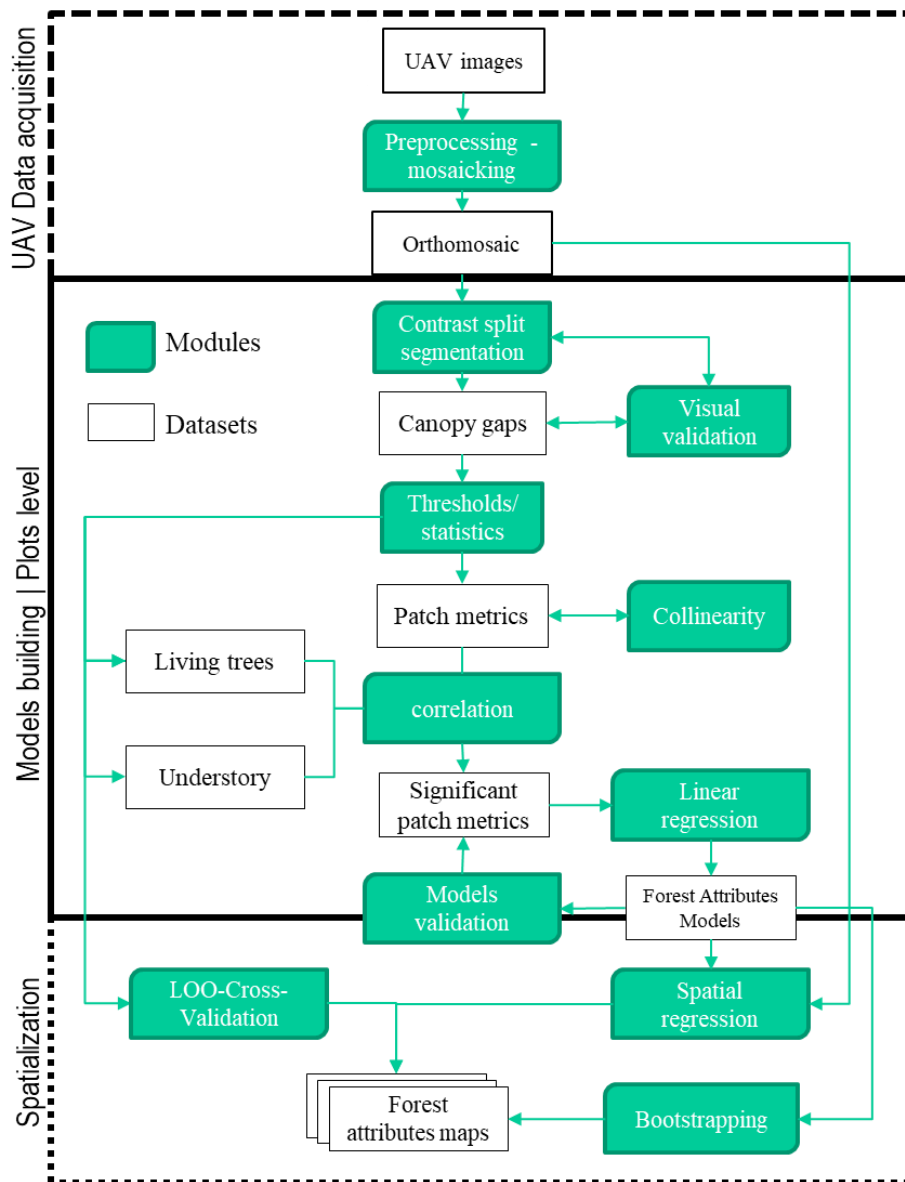 UAV Data acquisition
UAV images
Preprocessing -
mosaicking
Orthomosaic
Models building | Plots level
Modules
Datasets
Contrast split
segmentation
Canopy gaps
Visual
validation
Thresholds/
statistics
Patch metrics
Collinearity
Living trees
correlation
Understory
Significant
patch metrics
Linear
regression
Models
validation
Forest Attributes
Models
Spatialization
LOO-Cross-
Validation
Spatial
regression
Forest
attributes maps
Bootstrapping